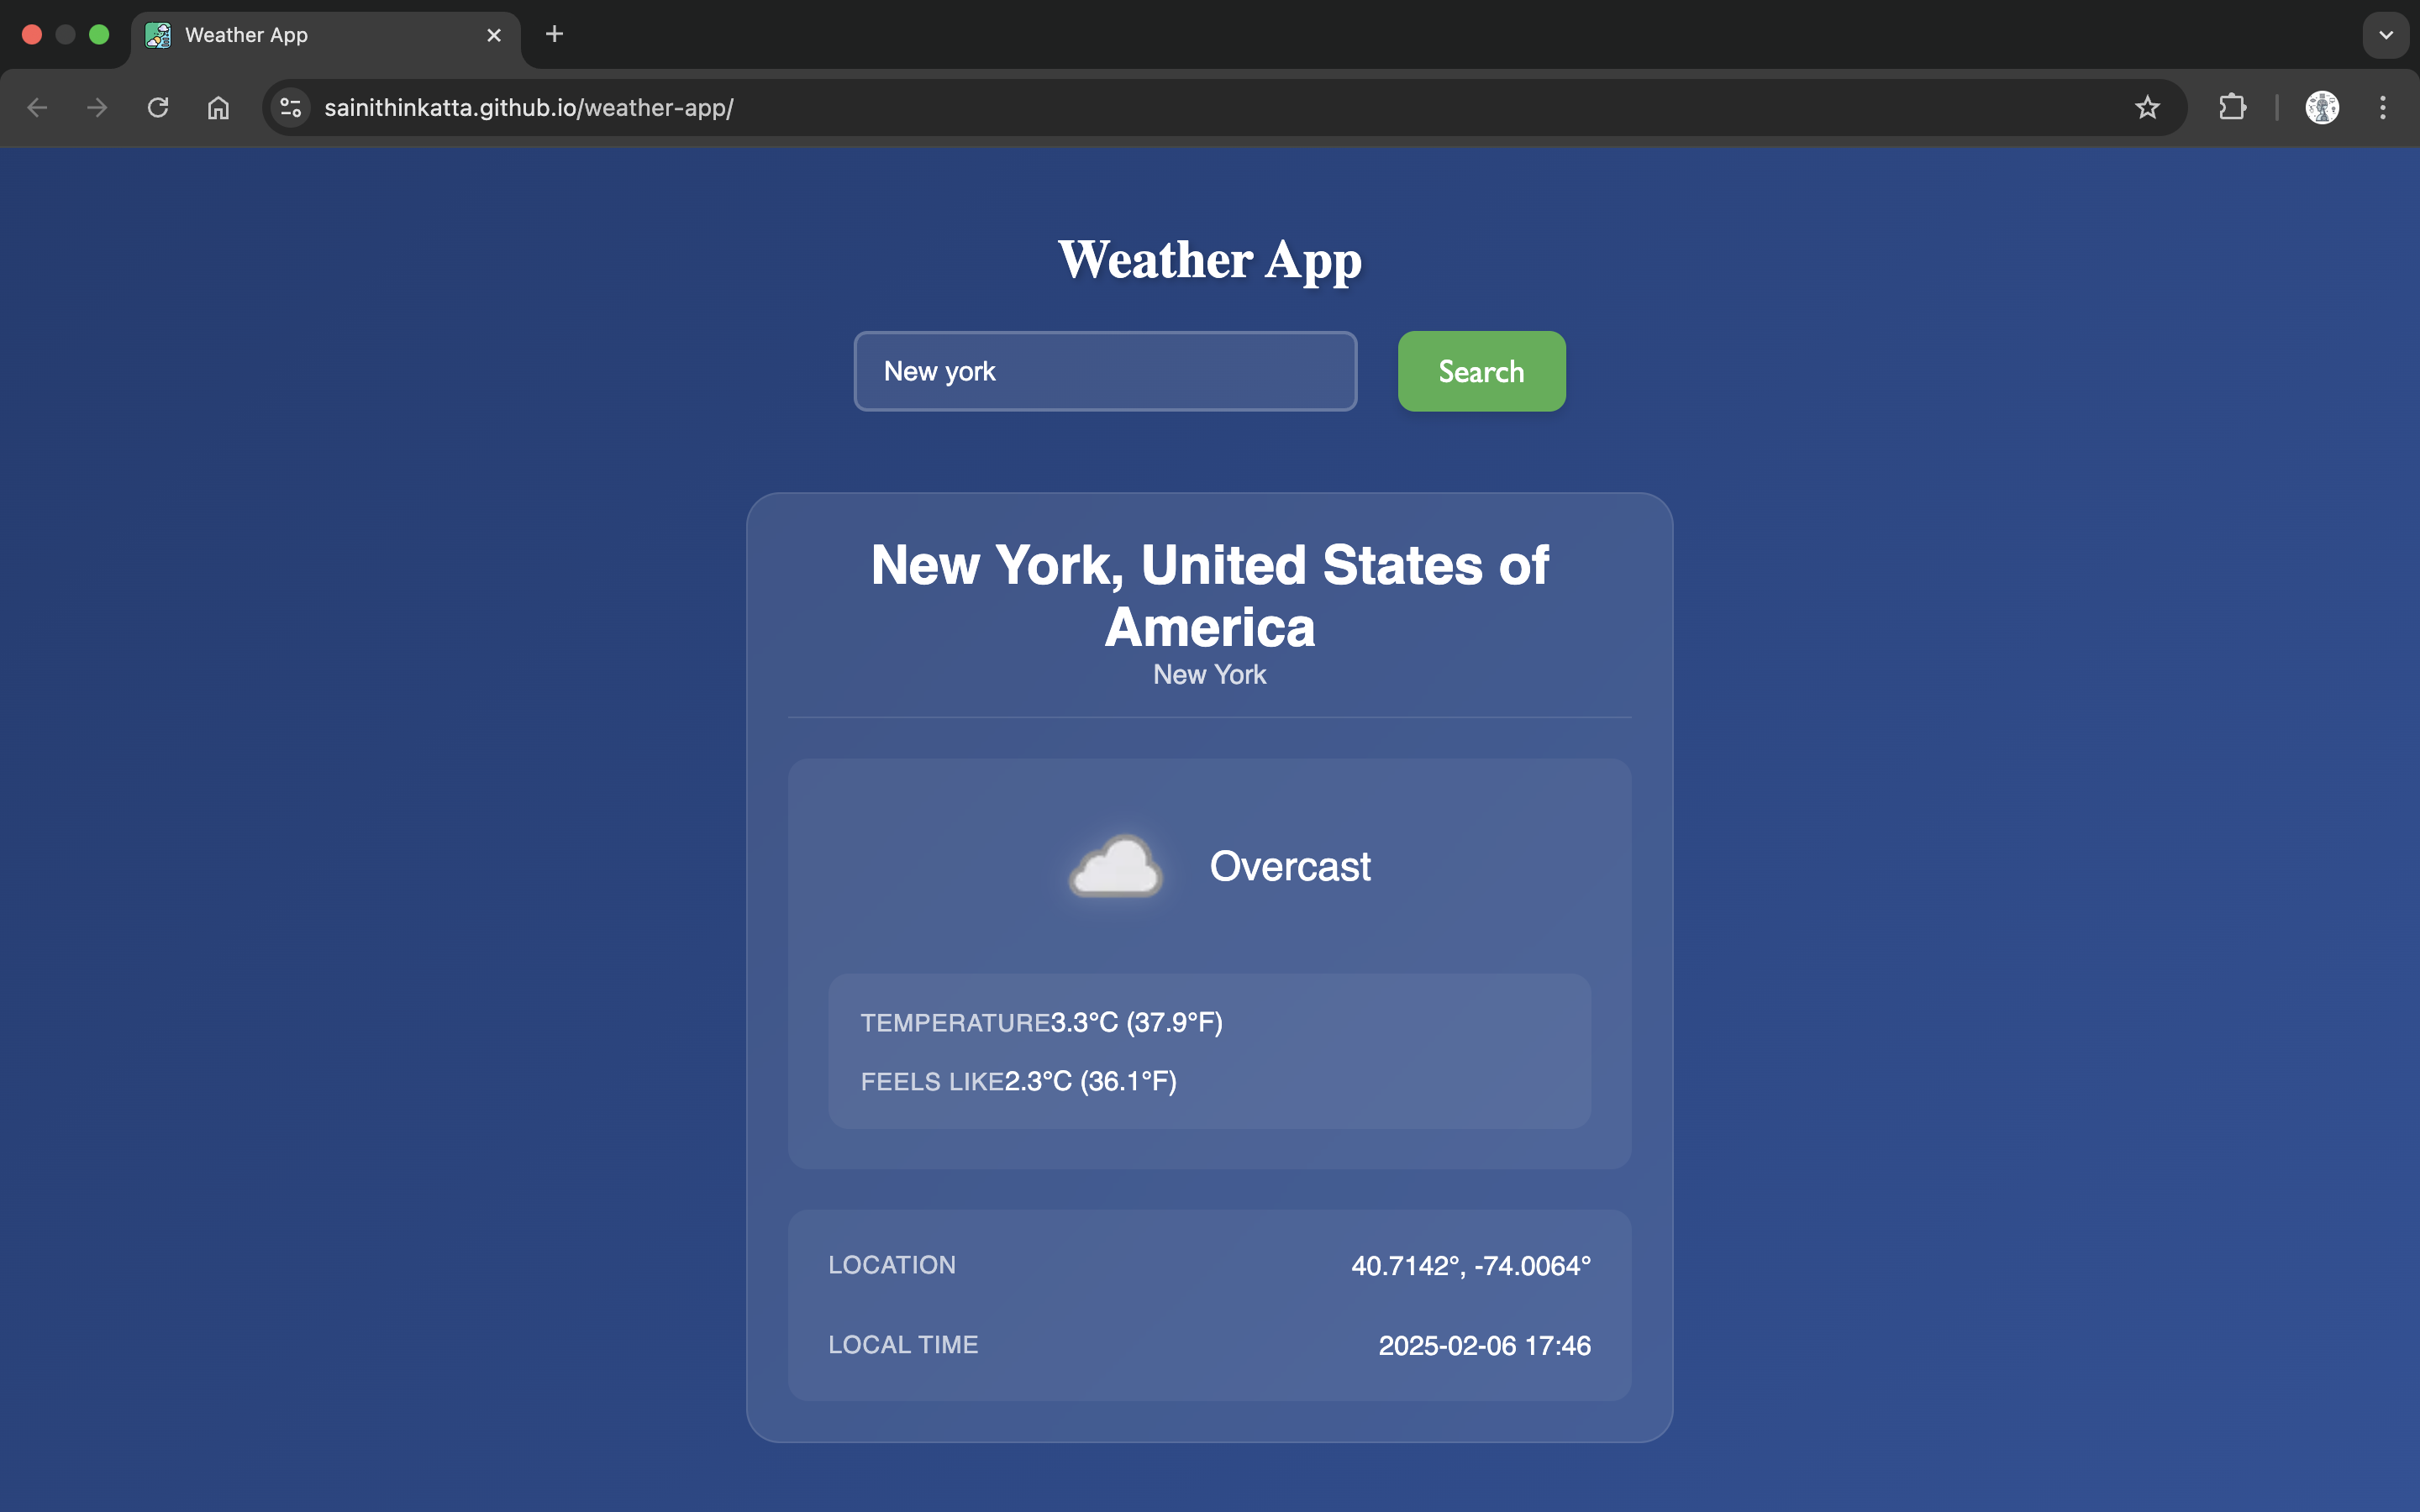 Weather App
sainithinkatta.github.io/weather-app/
Weather App
New york
Search
New York, United States of
America
New York
Overcast
TEMPERATURE3.3°C (37.9°F)
FEELS LIKE2.3°C (36.1°F)
LOCATION 40.7142°, -74.0064°
LOCAL TIME 2025-02-06 17:46